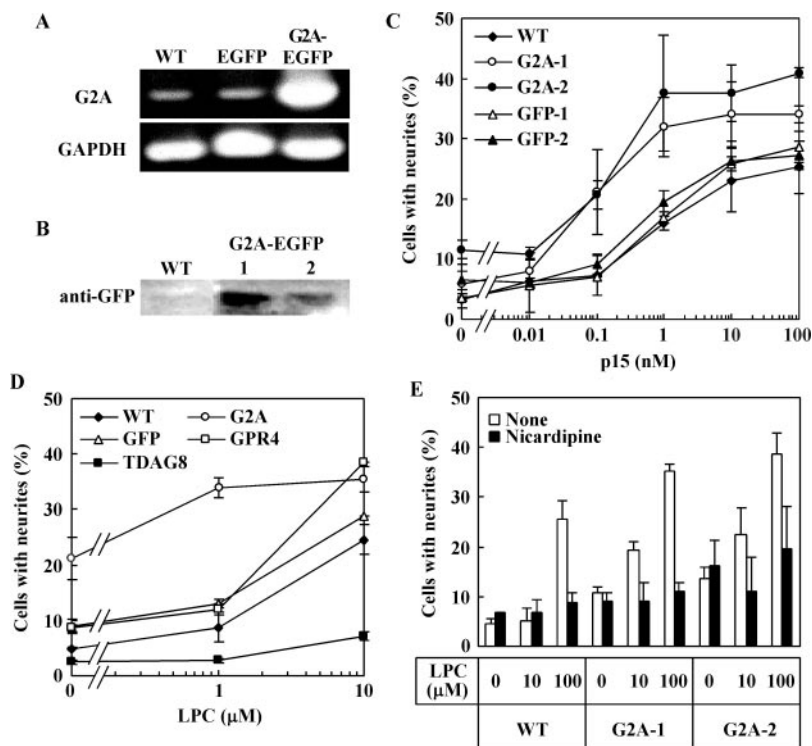 A
WT EGFP G2A-
EGFP
G2A
GAPDH
B
G2A-EGFP
WT 1 2
anti-GFP
C
WT
G2A-1
G2A-2
GFP-1
GFP-2
50
40
30
20
10
0
Cells with neurites (%)
0 0.01 0.1 1 10 100
p15 (nM)
D
WT G2A
GFP GPR4
TDAG8
50
40
30
20
10
0
Cells with neurites (%)
0 1 10
LPC (μM)
E
None
Nicardipine
50
40
30
20
10
0
Cells with neurites (%)
LPC
(μM)
0 10 100 0 10 100 0 10 100
WT G2A-1 G2A-2